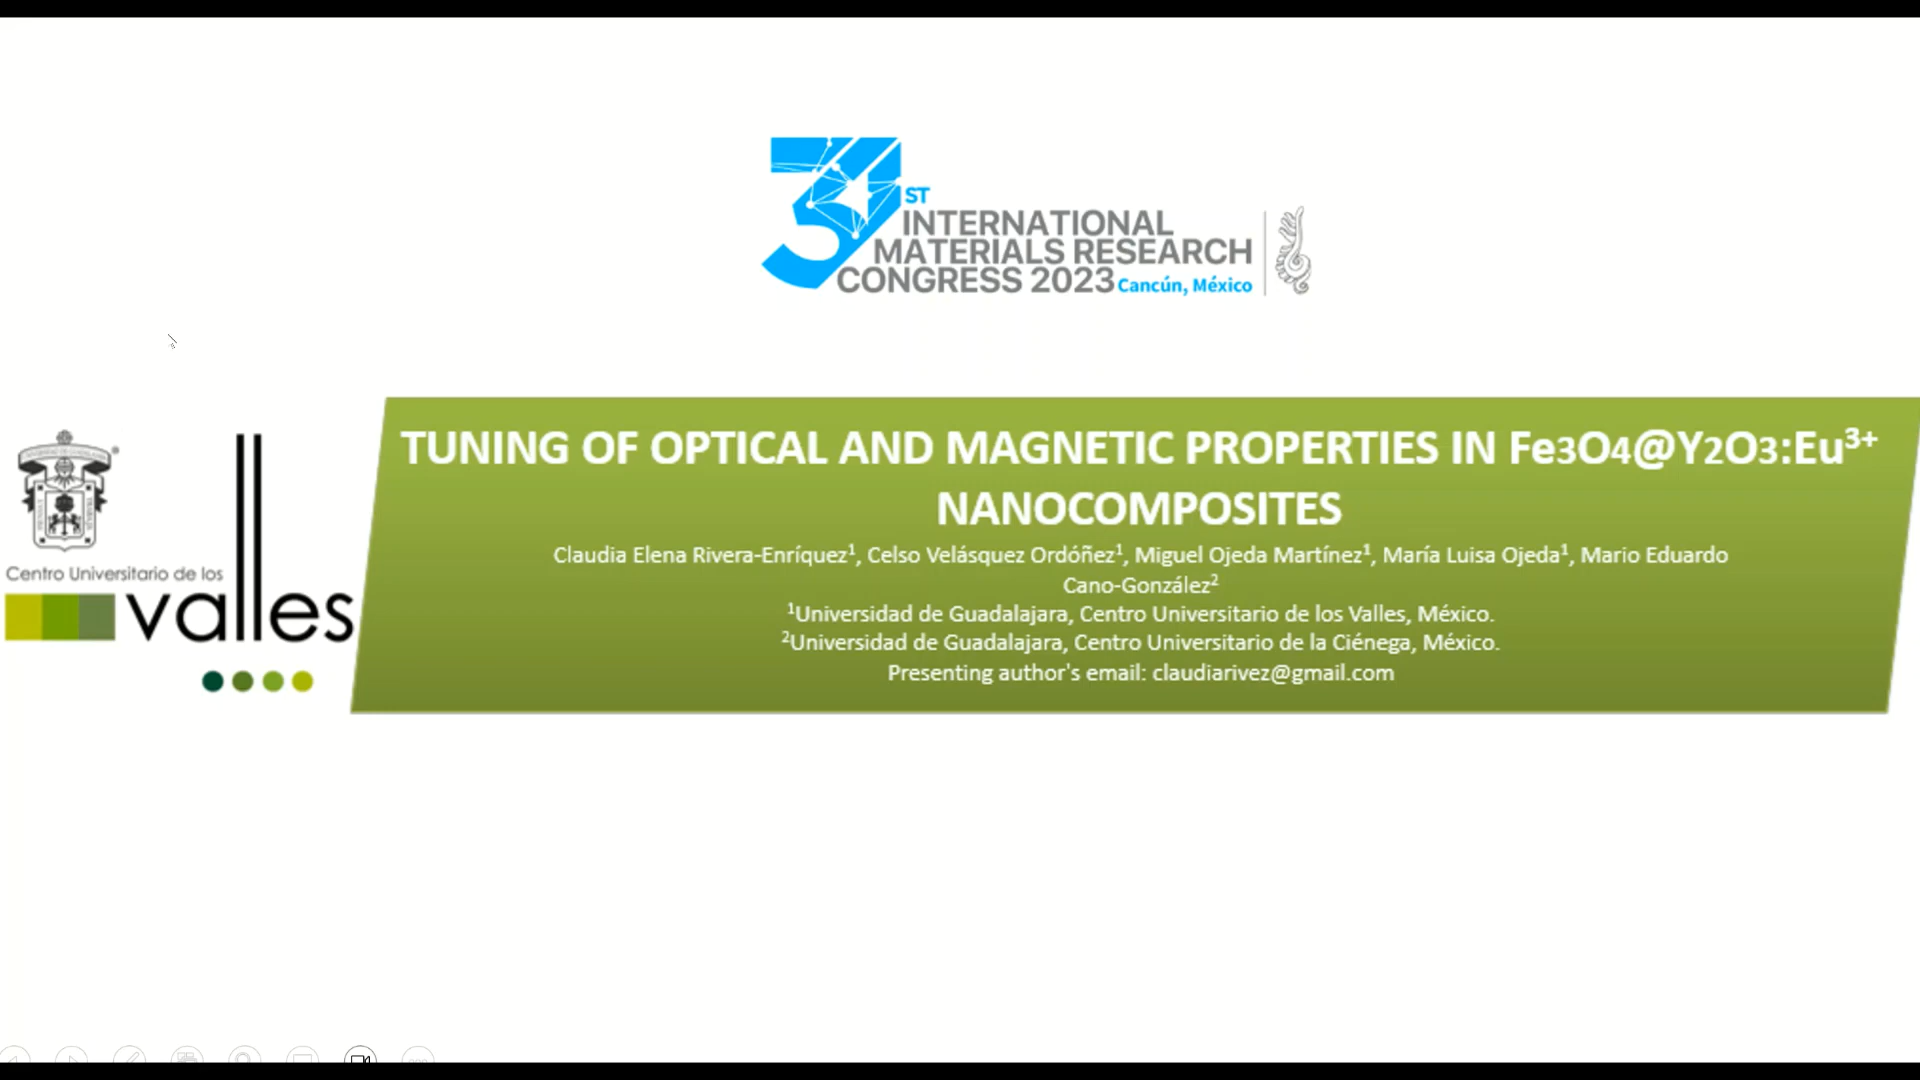 31ST
INTERNATIONAL
MATERIALS RESEARCH
CONGRESS 2023 Cancún, México
TUNING OF OPTICAL AND MAGNETIC PROPERTIES IN Fe3O4@Y2O3:Eu³⁺
NANOCOMPOSITES
Claudia Elena Rivera-Enríquez¹, Celso Velásquez Ordóñez¹, Miguel Ojeda Martínez¹, María Luisa Ojeda¹, Mario Eduardo
Cano-González²
¹Universidad de Guadalajara, Centro Universitario de los Valles, México.
²Universidad de Guadalajara, Centro Universitario de la Ciénega, México.
Presenting author's email: claudiarivez@gmail.com
Centro Universitario de los
valles